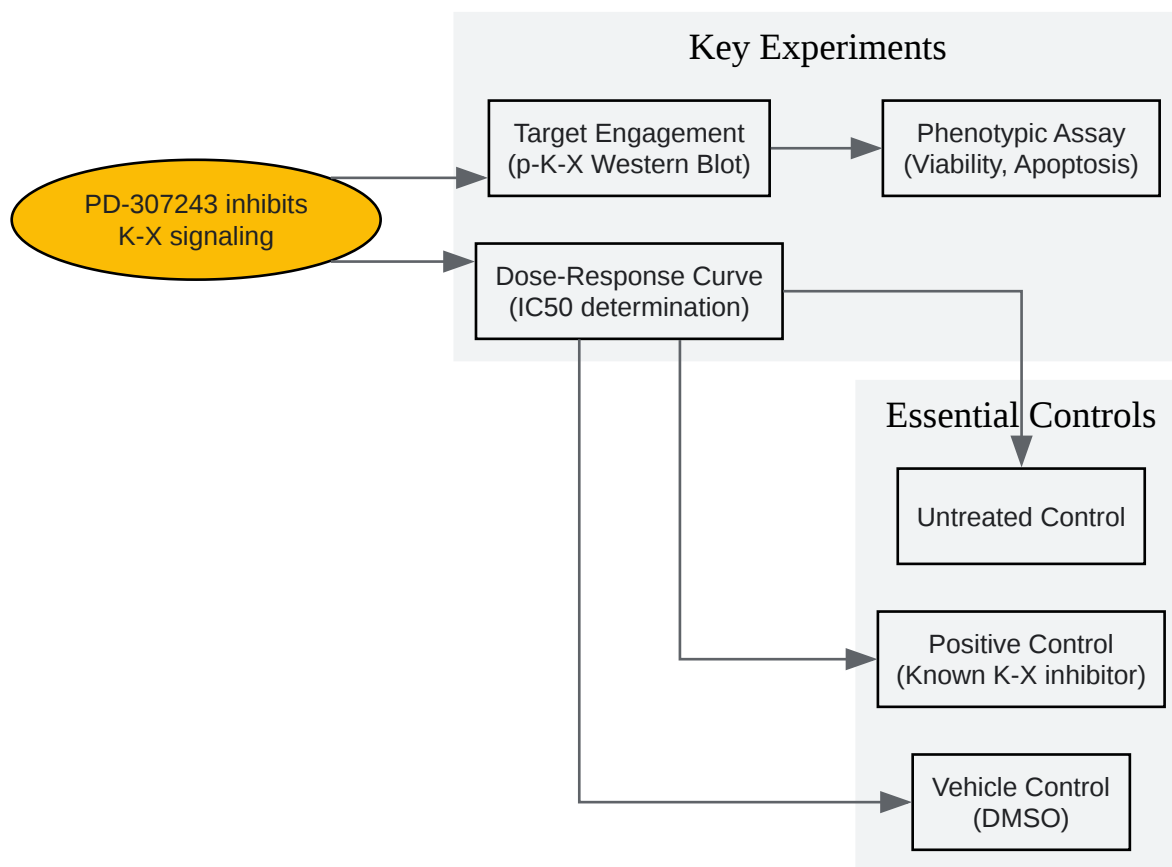 Key Experiments
Target Engagement
(p-K-X Western Blot)
Phenotypic Assay
(Viability, Apoptosis)
PD-307243 inhibits
K-X signaling
Dose-Response Curve
(IC50 determination)
Essential Controls
Untreated Control
Positive Control
(Known K-X inhibitor)
Vehicle Control
(DMSO)